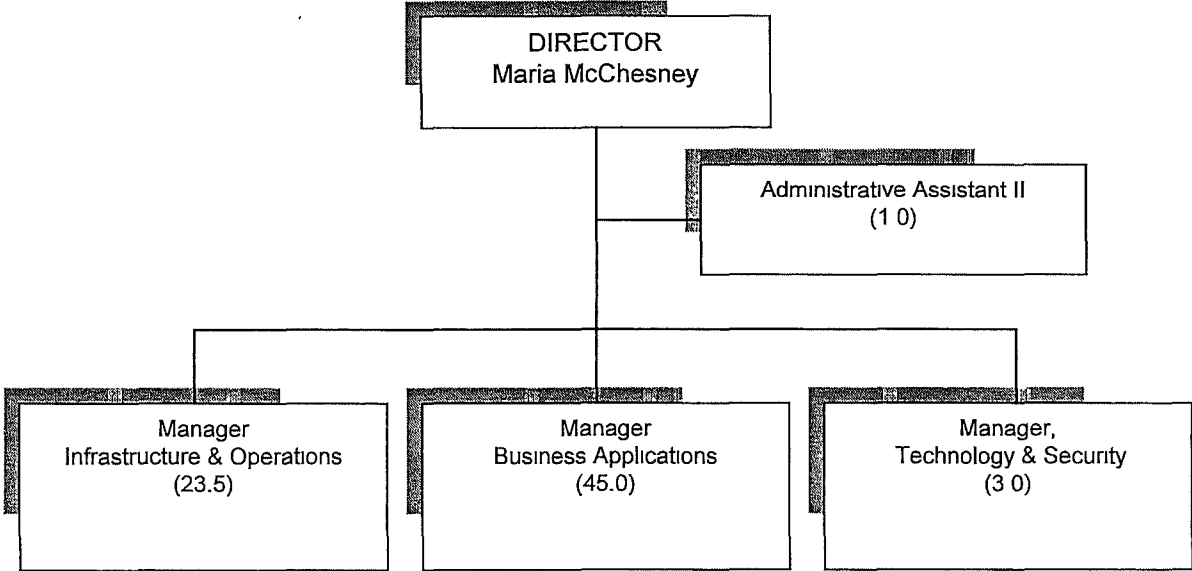 DIRECTOR
Maria McChesney
Administrative Assistant II
(1 0)
Manager
Infrastructure & Operations
(23.5)
Manager
Business Applications
(45.0)
Manager,
Technology & Security
(3 0)